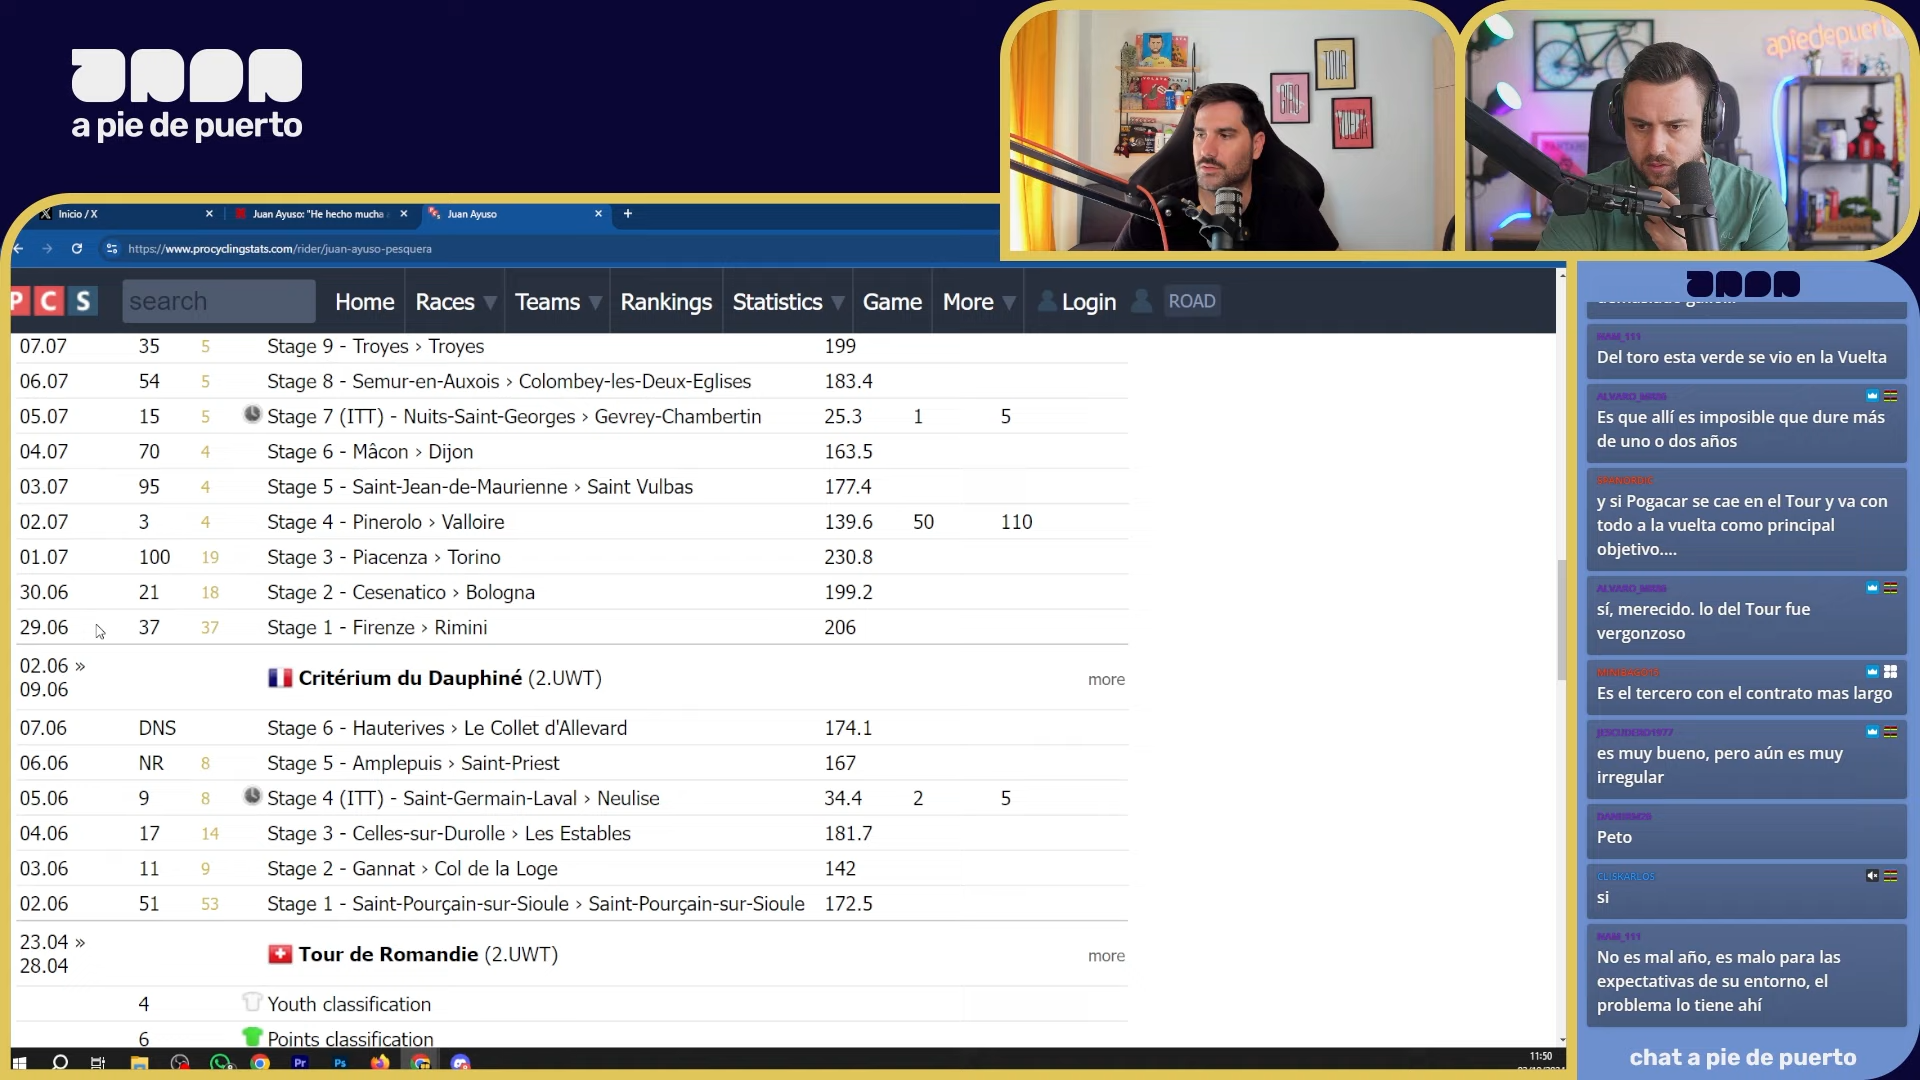 a pie de puerto
TOUR
GIRO
VUELTA
apiedepuerto
Inicio / X
Juan Ayuso: "He hecho mucha
Juan Ayuso
https://www.procyclingstats.com/rider/juan-ayuso-pesquera
PCS
search
Home
Races
Teams
Rankings
Statistics
Game
More
Login
ROAD
07.07 35 5 Stage 9 - Troyes › Troyes 199
06.07 54 5 Stage 8 - Semur-en-Auxois › Colombey-les-Deux-Eglises 183.4
05.07 15 5 Stage 7 (ITT) - Nuits-Saint-Georges › Gevrey-Chambertin 25.3 1 5
04.07 70 4 Stage 6 - Mâcon › Dijon 163.5
03.07 95 4 Stage 5 - Saint-Jean-de-Maurienne › Saint Vulbas 177.4
02.07 3 4 Stage 4 - Pinerolo › Valloire 139.6 50 110
01.07 100 19 Stage 3 - Piacenza › Torino 230.8
30.06 21 18 Stage 2 - Cesenatico › Bologna 199.2
29.06 37 37 Stage 1 - Firenze › Rimini 206
02.06 »
09.06
Critérium du Dauphiné (2.UWT) more
07.06 DNS Stage 6 - Hauterives › Le Collet d'Allevard 174.1
06.06 NR 8 Stage 5 - Amplepuis › Saint-Priest 167
05.06 9 8 Stage 4 (ITT) - Saint-Germain-Laval › Neulise 34.4 2 5
04.06 17 14 Stage 3 - Celles-sur-Durolle › Les Estables 181.7
03.06 11 9 Stage 2 - Gannat › Col de la Loge 142
02.06 51 53 Stage 1 - Saint-Pourçain-sur-Sioule › Saint-Pourçain-sur-Sioule 172.5
23.04 »
28.04
Tour de Romandie (2.UWT) more
4 Youth classification
6 Points classification
Pr
Ps
11:50
HAM_111
Del toro esta verde se vio en la Vuelta
Es que allí es imposible que dure más
de uno o dos años
y si Pogacar se cae en el Tour y va con
todo a la vuelta como principal
objetivo....
sí, merecido. lo del Tour fue
vergonzoso
Es el tercero con el contrato mas largo
JESCUDERO1977
es muy bueno, pero aún es muy
irregular
Peto
CLISKARLOS
si
HAM_111
No es mal año, es malo para las
expectativas de su entorno, el
problema lo tiene ahí
chat a pie de puerto